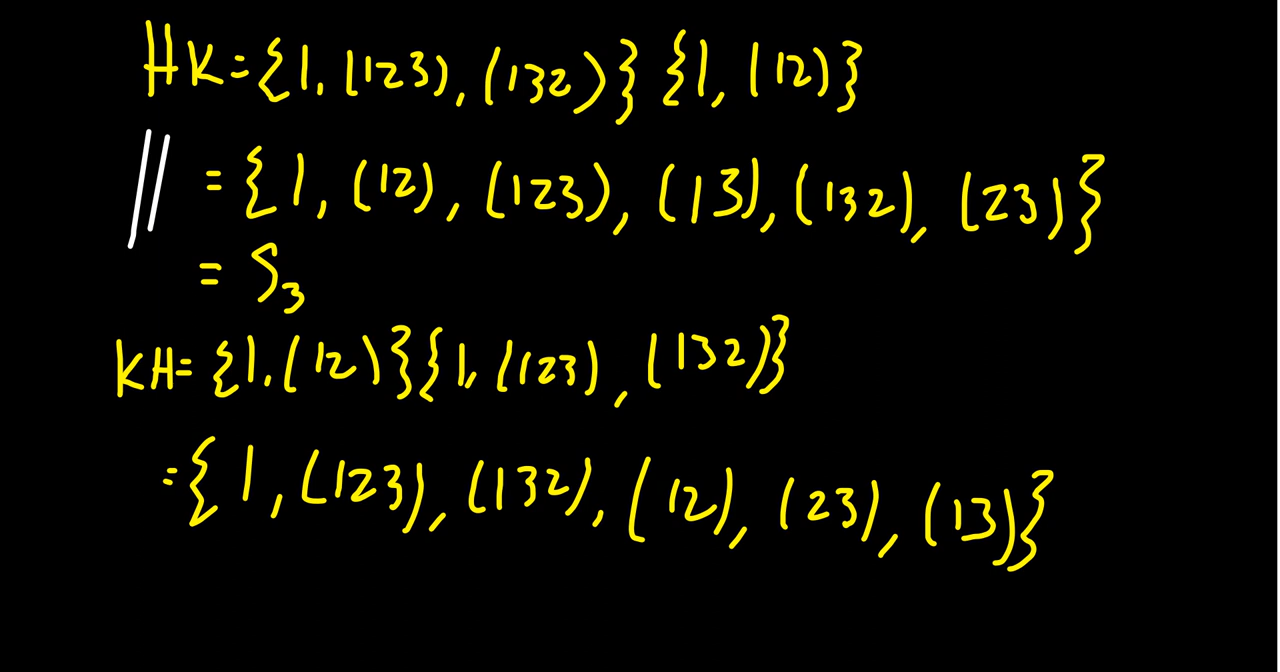 HK={1,(123),(132)}{1,(12)}
|| ={1,(12),(123),(13),(132),(23)}
= S₃
KH={1,(12)}{1,(123),(132)}
={1,(123),(132),(12),(23),(13)}